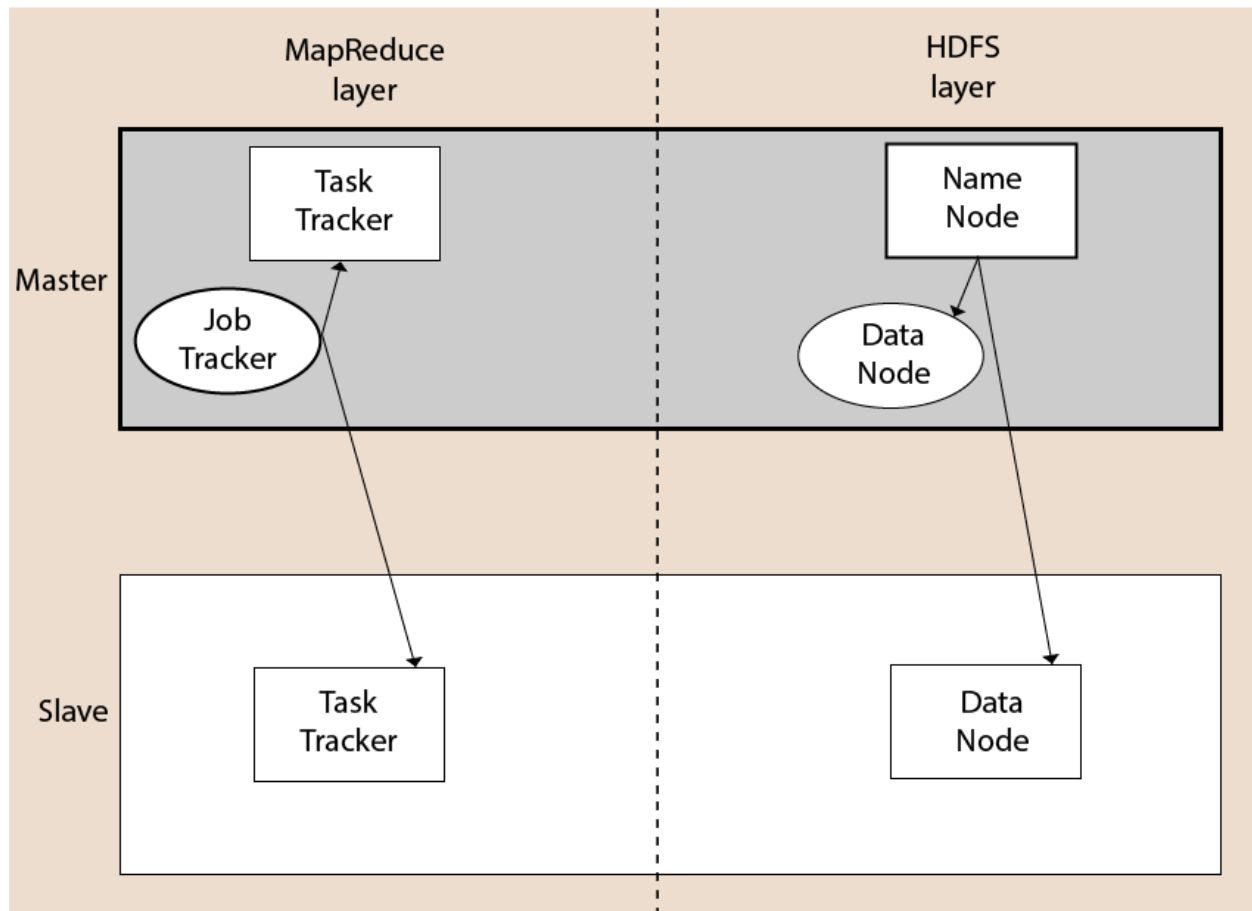 MapReduce
layer
HDFS
layer
Task
Tracker
Name
Node
Master
Job
Tracker
Data
Node
Slave
Task
Tracker
Data
Node